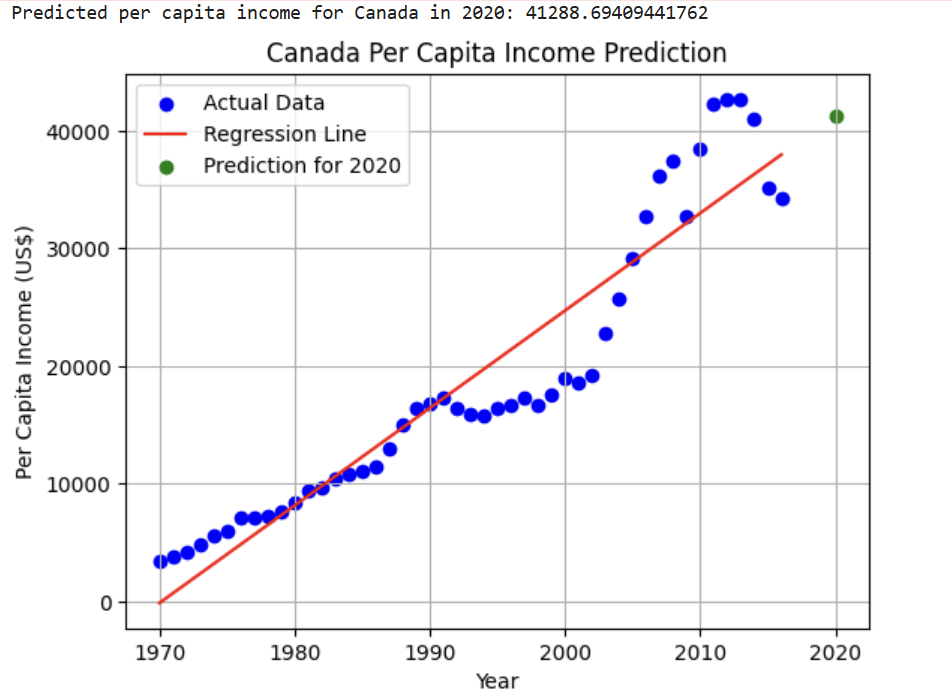 Predicted per capita income for Canada in 2020: 41288.69409441762
Canada Per Capita Income Prediction
Actual Data
Regression Line
Prediction for 2020
Per Capita Income (US$)
40000
30000
20000
10000
0
1970 1980 1990 2000 2010 2020
Year